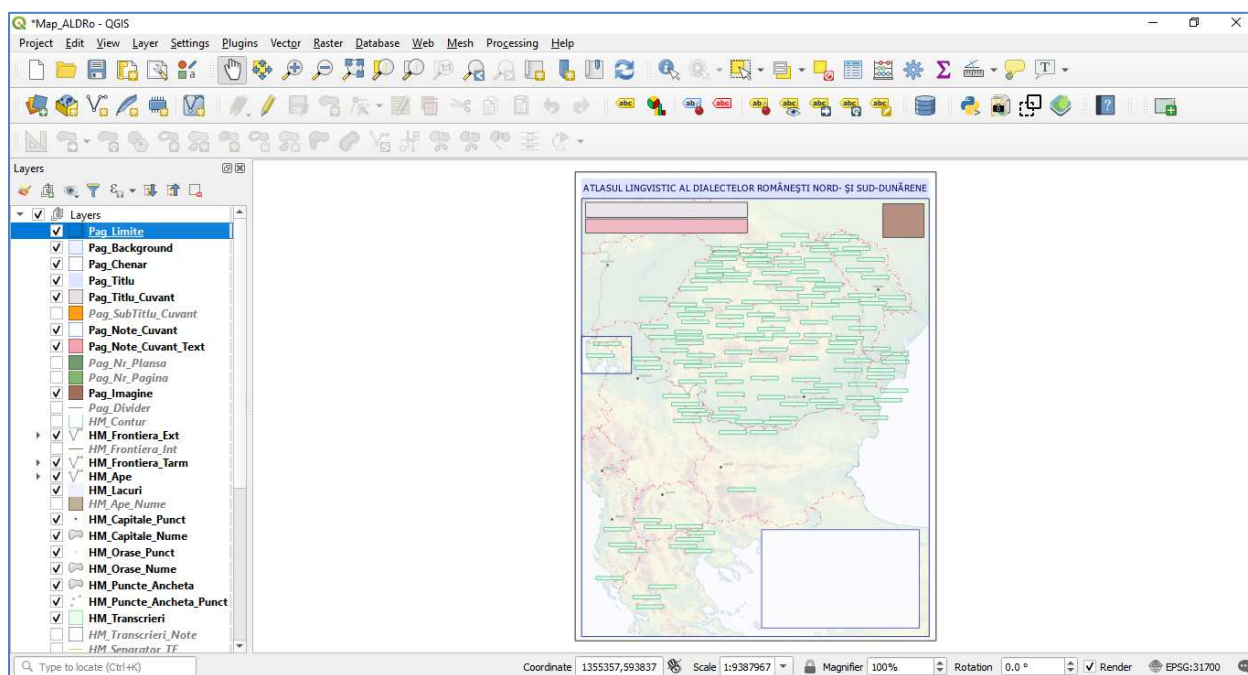 *Map_ALDRo - QGIS
Project Edit View Layer Settings Plugins Vector Raster Database Web Mesh Processing Help
Layers
Layers
Pag_Limite
Pag_Background
Pag_Chenar
Pag_Titlu
Pag_Titlu_Cuvant
Pag_SubTitlu_Cuvant
Pag_Note_Cuvant
Pag_Note_Cuvant_Text
Pag_Nr_Plansa
Pag_Nr_Pagina
Pag_Imagine
Pag_Divider
HM_Contur
HM_Frontiera_Ext
HM_Frontiera_Int
HM_Frontiera_Tarm
HM_Ape
HM_Lacuri
HM_Ape_Nume
HM_Capitale_Punct
HM_Capitale_Nume
HM_Orase_Punct
HM_Orase_Nume
HM_Puncte_Ancheta
HM_Puncte_Ancheta_Punct
HM_Transcrieri
HM_Transcrieri_Note
HM_Separator_TF
ATLASUL LINGVISTIC AL DIALECTELOR ROMÂNEȘTI NORD- ȘI SUD-DUNĂRENE
Type to locate (Ctrl+K)
Coordinate 1355357,593837 Scale 1:9387967 Magnifier 100% Rotation 0.0 ° Render EPSG:31700